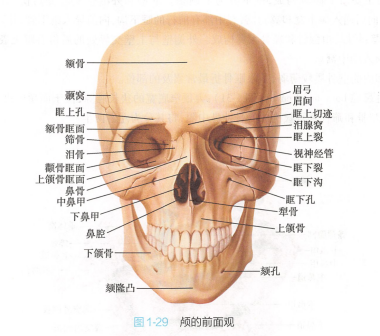 额骨
颞窝
眶上孔
额骨眶面
筛骨
泪骨
颧骨眶面
上颌骨眶面
鼻骨
中鼻甲
下鼻甲
鼻腔
下颌骨
颏隆凸
眉弓
眉间
眶上切迹
泪腺窝
眶上裂
视神经管
眶下裂
眶下沟
眶下孔
犁骨
上颌骨
颏孔
图1-29 颅的前面观